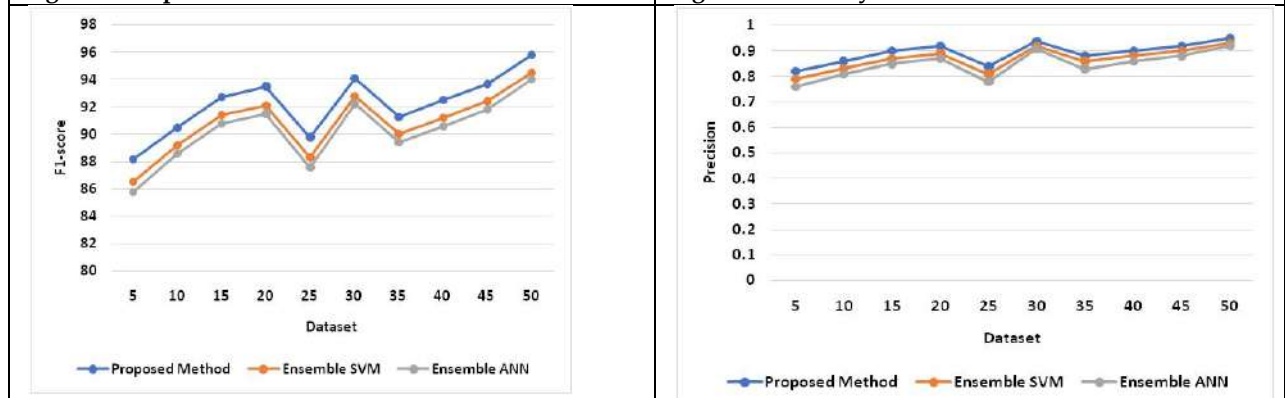 98
96
94
92
90
88
86
84
82
80
F1-score
5 10 15 20 25 30 35 40 45 50
Dataset
Proposed Method Ensemble SVM Ensemble ANN
1
0.9
0.8
0.7
0.6
0.5
0.4
0.3
0.2
0.1
0
Precision
5 10 15 20 25 30 35 40 45 50
Dataset
Proposed Method Ensemble SVM Ensemble ANN